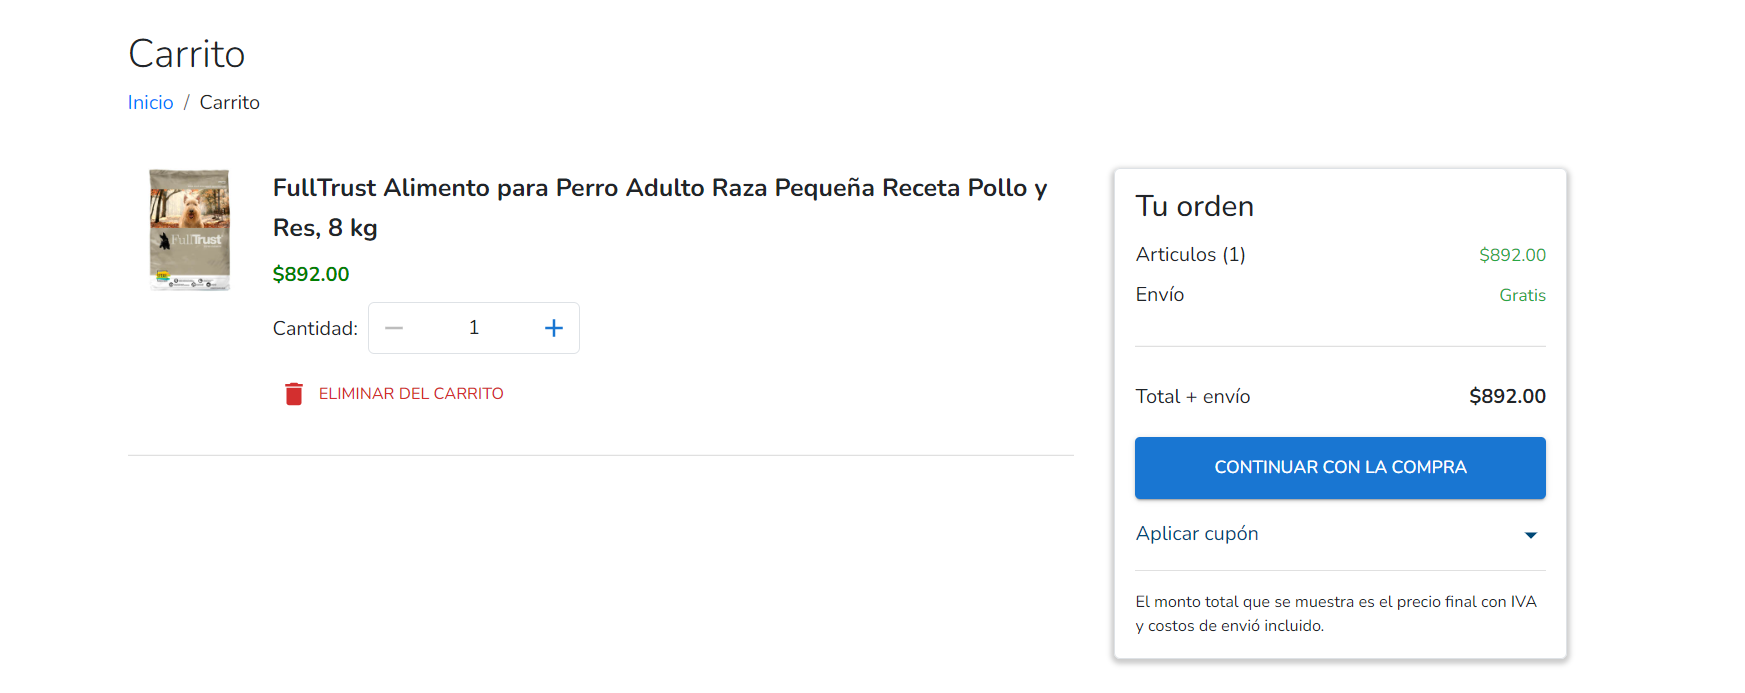 Carrito
Inicio / Carrito
FullTrust Alimento para Perro Adulto Raza Pequeña Receta Pollo y
Res, 8 kg
$892.00
Cantidad: 1
ELIMINAR DEL CARRITO
FullTrust
Tu orden
Articulos (1) $892.00
Envío Gratis
Total + envío $892.00
CONTINUAR CON LA COMPRA
Aplicar cupón
El monto total que se muestra es el precio final con IVA
y costos de envió incluido.